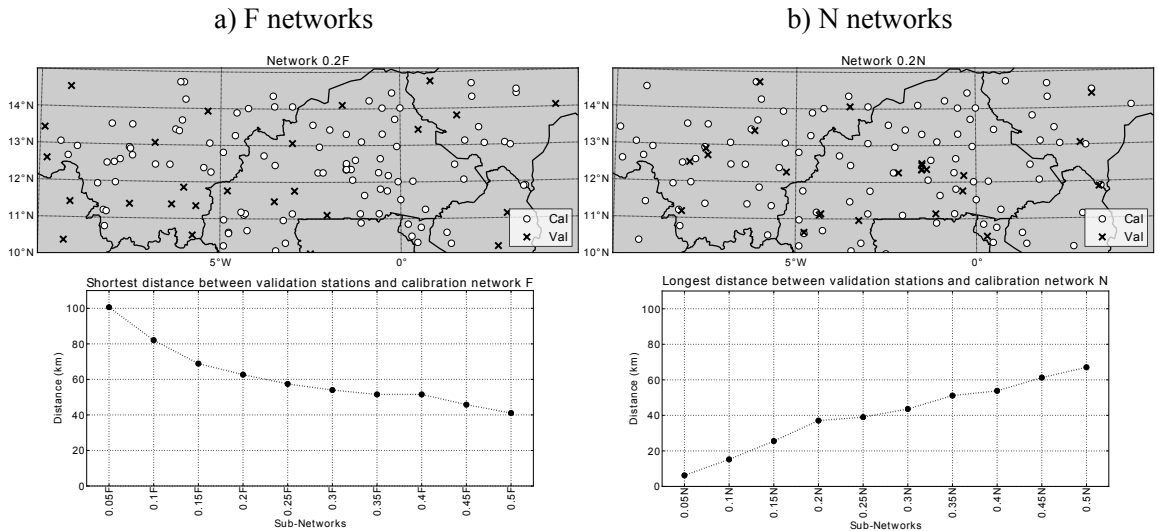 a) F networks
b) N networks
Network 0.2F
14°N
13°N
12°N
11°N
10°N
5°W
0°
Cal
Val
Network 0.2N
14°N
13°N
12°N
11°N
10°N
5°W
0°
Cal
Val
Shortest distance between validation stations and calibration network F
Distance (km)
100
80
60
40
20
0
0.05F
0.1F
0.15F
0.2F
0.25F
0.3F
0.35F
0.4F
0.45F
0.5F
Sub-Networks
Longest distance between validation stations and calibration network N
Distance (km)
100
80
60
40
20
0
0.05N
0.1N
0.15N
0.2N
0.25N
0.3N
0.35N
0.4N
0.45N
0.5N
Sub-Networks